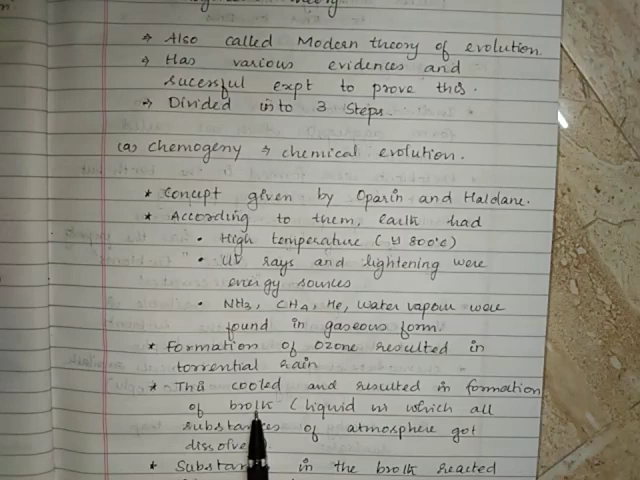 theory
→ Also called Modern theory of evolution.
→ Has various evidences and
sucessful expt to prove this.
→ Divided into 3 Steps.
(a) chemogeny → chemical evolution.
* Concept given by Oparin and Haldane.
* According to them, Earth had
• High temperature ( 800°C)
• UV rays and lightening were
energy sources
• NH3, CH4, He, Water vapour were
found in gaseous form.
* Formation of Ozone resulted in
torrential rain
* This cooled and resulted in formation
of broth (liquid in which all
substances of atmosphere got
dissolve
* Substan in the broth reacted